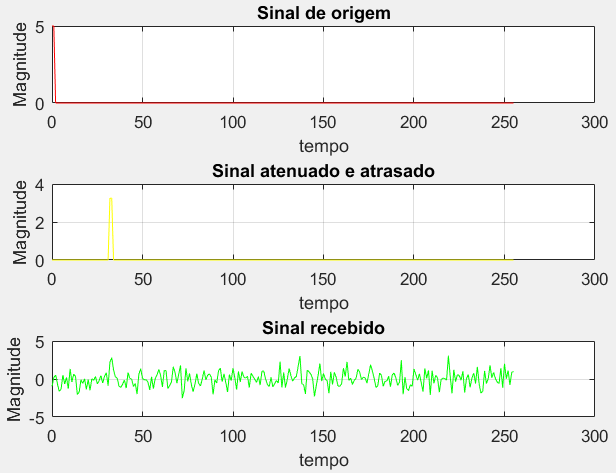 Sinal de origem
Magnitude
5
0
0 50 100 150 200 250 300
tempo
Sinal atenuado e atrasado
Magnitude
4
2
0
0 50 100 150 200 250 300
tempo
Sinal recebido
Magnitude
5
0
-5
0 50 100 150 200 250 300
tempo